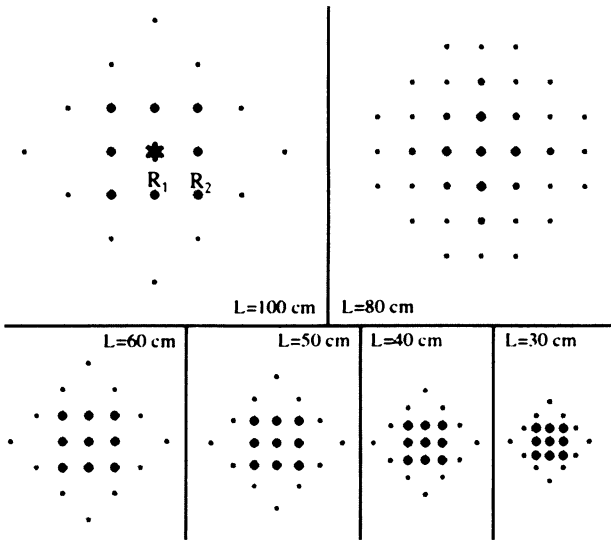 R₁ R₂
L=100 cm
L=80 cm
L=60 cm
L=50 cm
L=40 cm
L=30 cm